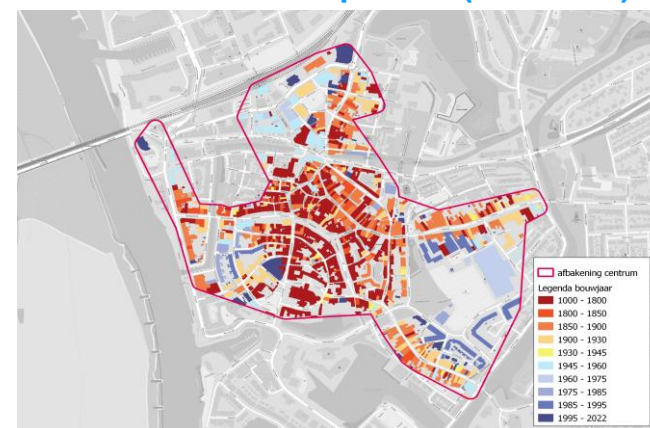 afbakening centrum
Legenda bouwjaar
1000 - 1800
1800 - 1850
1850 - 1900
1900 - 1930
1930 - 1945
1945 - 1960
1960 - 1975
1975 - 1985
1985 - 1995
1995 - 2022